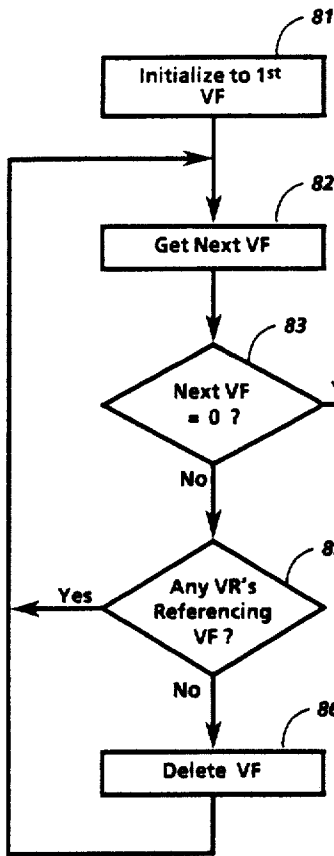 81
Initialize to 1st
VF
82
Get Next VF
83
Next VF
= 0 ?
No
Any VR's
Referencing
VF ?
Yes
No
86
Delete VF